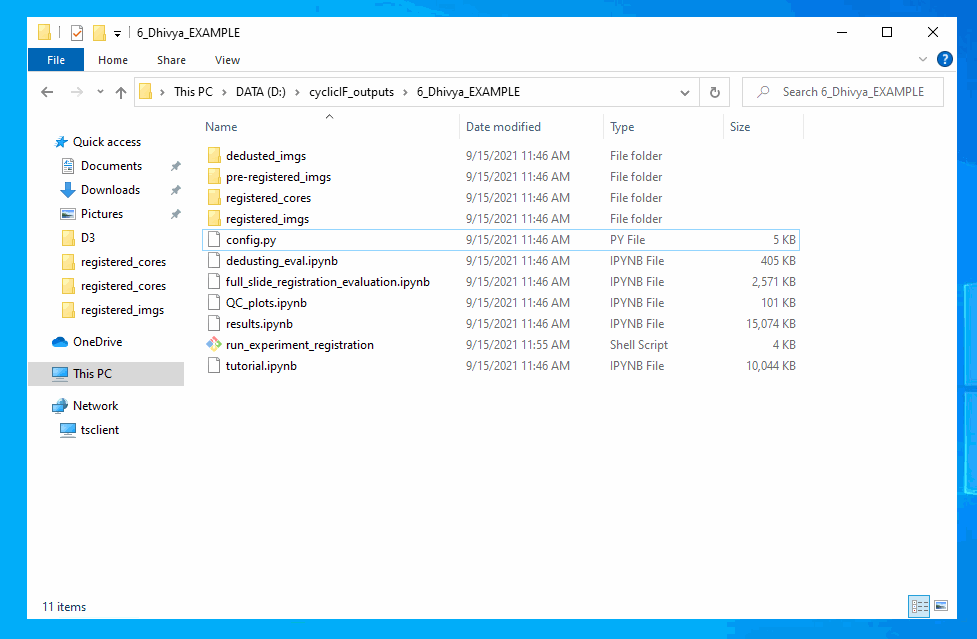 6_Dhivya_EXAMPLE
File Home Share View
This PC DATA (D:) cyclicIF_outputs 6_Dhivya_EXAMPLE Search 6_Dhivya_EXAMPLE
Quick access
Documents
Downloads
Pictures
D3
registered_cores
registered_cores
registered_imgs
OneDrive
This PC
Network
tsclient
Name Date modified Type Size
dedusted_imgs 9/15/2021 11:46 AM File folder
pre-registered_imgs 9/15/2021 11:46 AM File folder
registered_cores 9/15/2021 11:46 AM File folder
registered_imgs 9/15/2021 11:46 AM File folder
config.py 9/15/2021 11:46 AM PY File 5 KB
dedusting_eval.ipynb 9/15/2021 11:46 AM IPYNB File 405 KB
full_slide_registration_evaluation.ipynb 9/15/2021 11:46 AM IPYNB File 2,571 KB
QC_plots.ipynb 9/15/2021 11:46 AM IPYNB File 101 KB
results.ipynb 9/15/2021 11:46 AM IPYNB File 15,074 KB
run_experiment_registration 9/15/2021 11:55 AM Shell Script 4 KB
tutorial.ipynb 9/15/2021 11:46 AM IPYNB File 10,044 KB
11 items